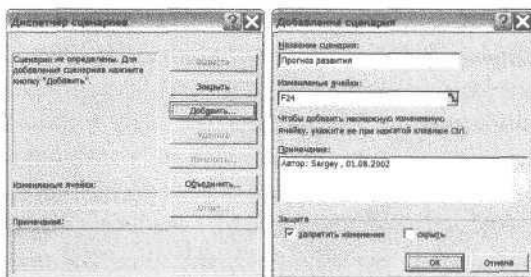 Диспетчер сценариев
Сценарии не определены. Для
добавления сценариев нажмите
кнопку "Добавить".
Вывести
Закрыть
Добавить...
Удалить
Изменить...
Объединить...
Отчет...
Изменяемые ячейки:
Примечание:
Добавление сценария
Название сценария:
Прогноз развития
Изменяемые ячейки:
F24
Чтобы добавить несмежную изменяемую
ячейку, укажите ее при нажатой клавише Ctrl.
Примечание:
Автор: Sergey , 01.08.2002
Защита
запретить изменения
скрыть
ОК
Отмена